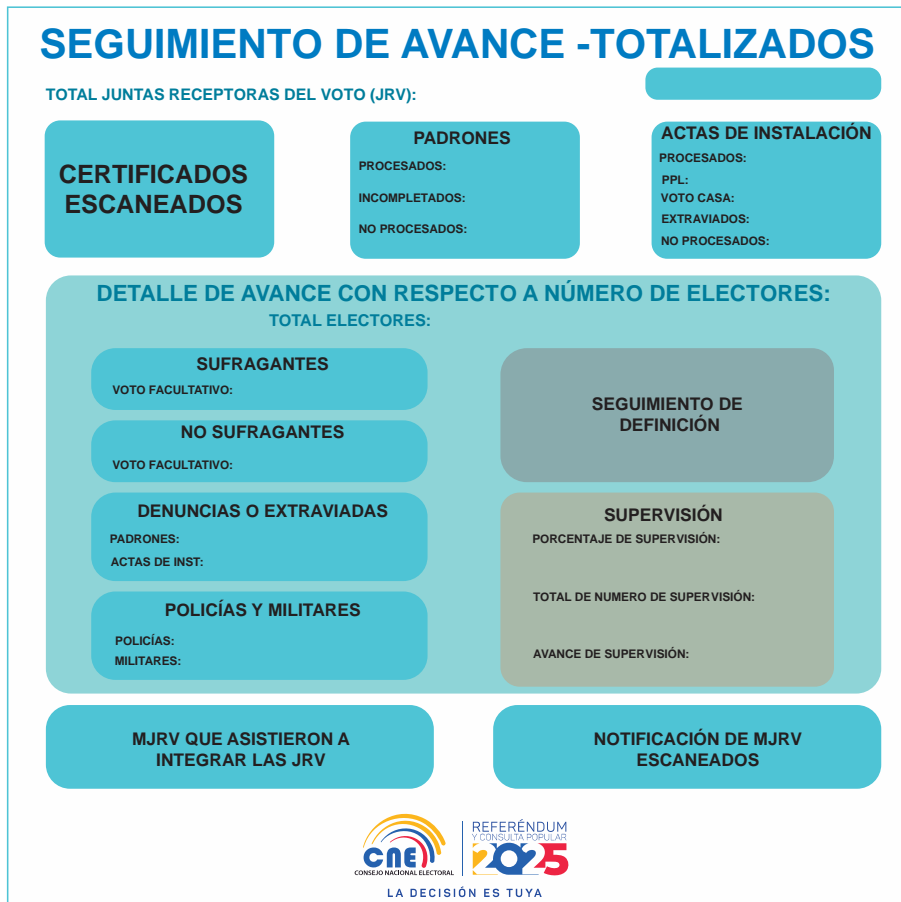 SEGUIMIENTO DE AVANCE -TOTALIZADOS
TOTAL JUNTAS RECEPTORAS DEL VOTO (JRV):
CERTIFICADOS
ESCANEADOS
PADRONES
PROCESADOS:
INCOMPLETADOS:
NO PROCESADOS:
ACTAS DE INSTALACIÓN
PROCESADOS:
PPL:
VOTO CASA:
EXTRAVIADOS:
NO PROCESADOS:
DETALLE DE AVANCE CON RESPECTO A NÚMERO DE ELECTORES:
TOTAL ELECTORES:
SUFRAGANTES
VOTO FACULTATIVO:
NO SUFRAGANTES
VOTO FACULTATIVO:
DENUNCIAS O EXTRAVIADAS
PADRONES:
ACTAS DE INST:
POLICÍAS Y MILITARES
POLICÍAS:
MILITARES:
SEGUIMIENTO DE
DEFINICIÓN
SUPERVISIÓN
PORCENTAJE DE SUPERVISIÓN:
TOTAL DE NUMERO DE SUPERVISIÓN:
AVANCE DE SUPERVISIÓN:
MJRV QUE ASISTIERON A
INTEGRAR LAS JRV
NOTIFICACIÓN DE MJRV
ESCANEADOS
CNE
CONSEJO NACIONAL ELECTORAL
REFERÉNDUM
Y CONSULTA POPULAR
2025
LA DECISIÓN ES TUYA